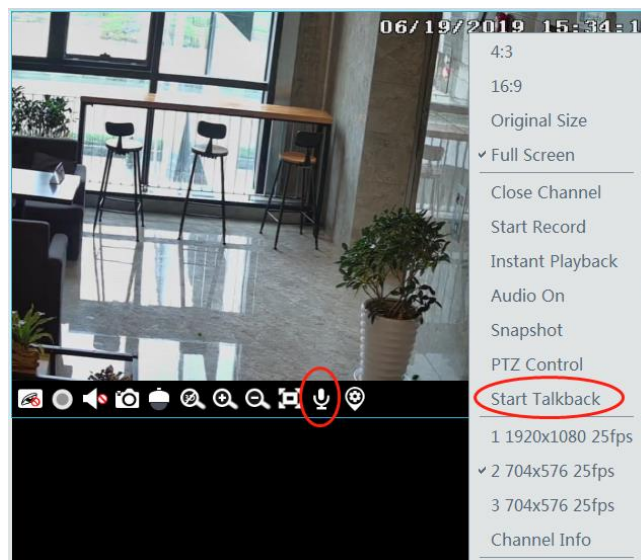 06/19/2019 15:34:1
4:3
16:9
Original Size
Full Screen
Close Channel
Start Record
Instant Playback
Audio On
Snapshot
PTZ Control
Start Talkback
1 1920x1080 25fps
2 704x576 25fps
3 704x576 25fps
Channel Info